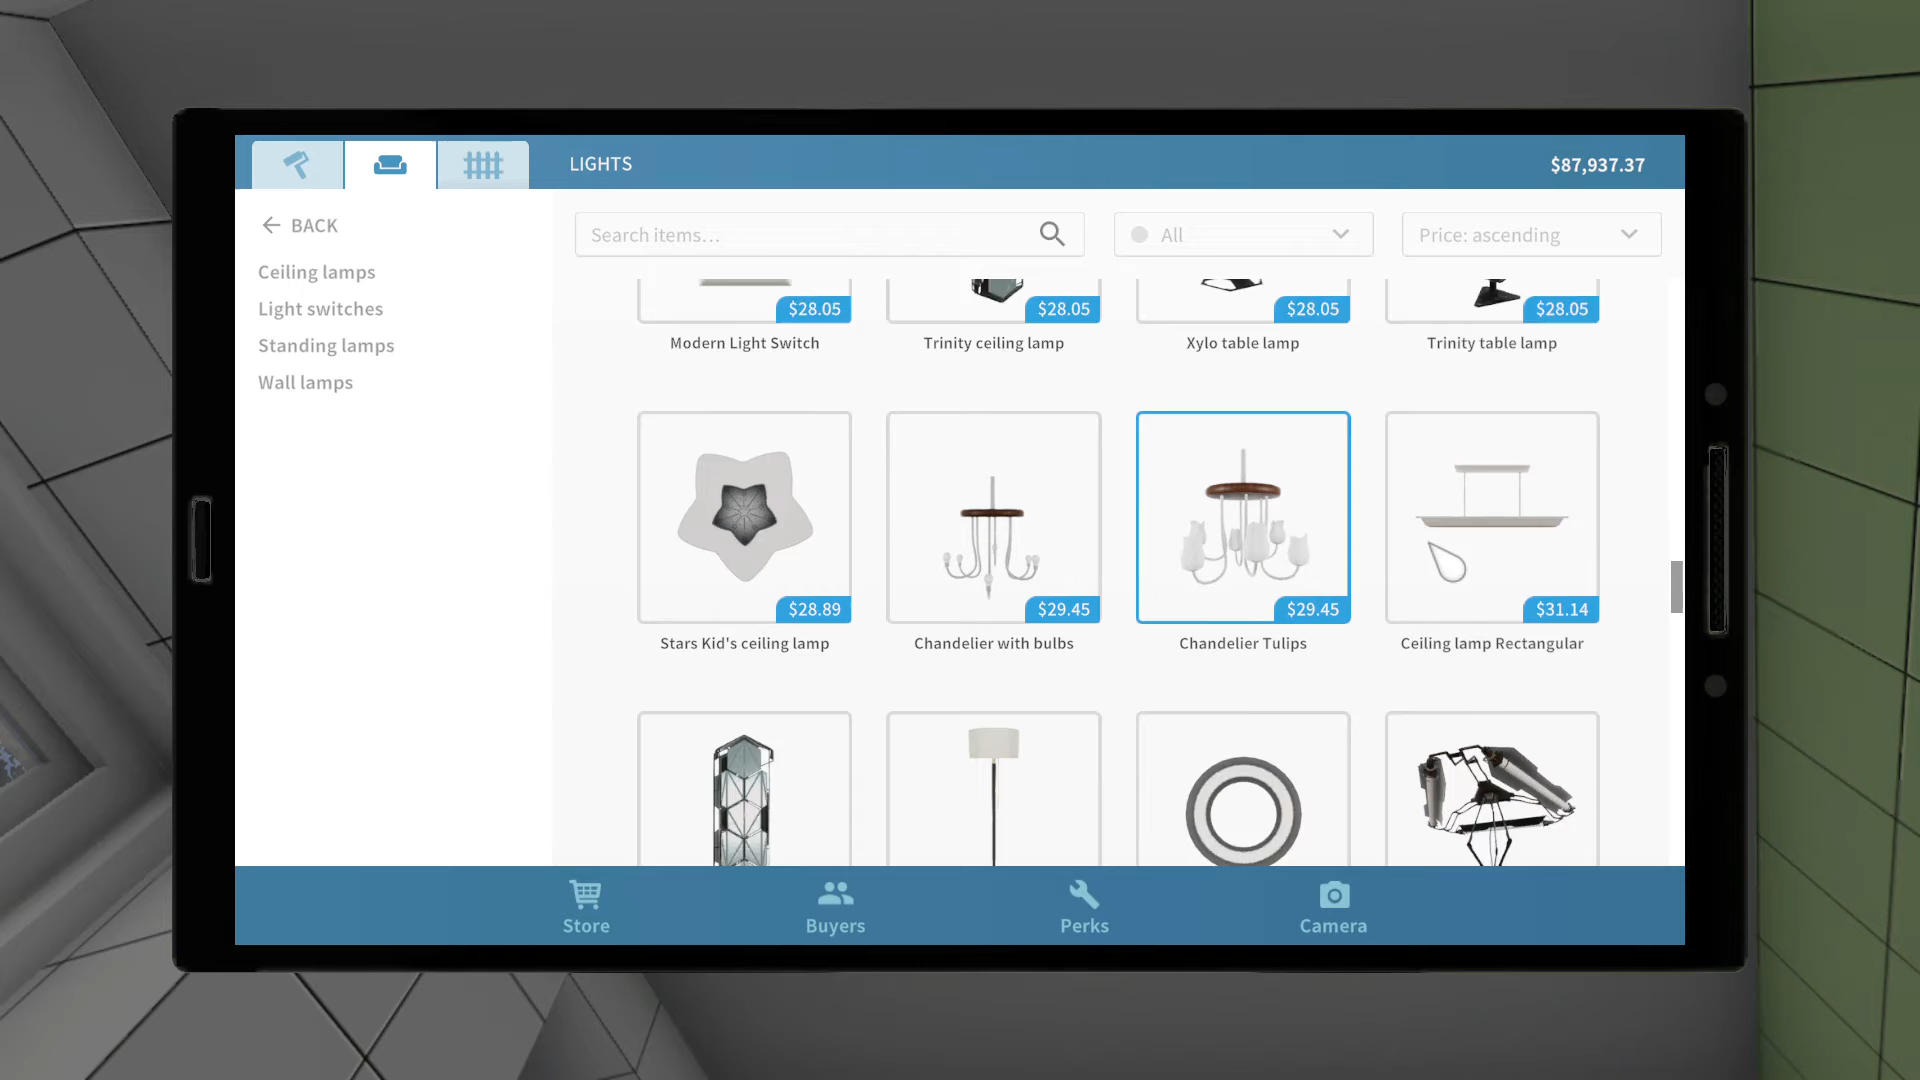 LIGHTS
$87,937.37
BACK
Ceiling lamps
Light switches
Standing lamps
Wall lamps
Search items...
All
Price: ascending
$28.05
$28.05
$28.05
$28.05
Modern Light Switch
Trinity ceiling lamp
Xylo table lamp
Trinity table lamp
$28.89
$29.45
$29.45
$31.14
Stars Kid's ceiling lamp
Chandelier with bulbs
Chandelier Tulips
Ceiling lamp Rectangular
Store
Buyers
Perks
Camera